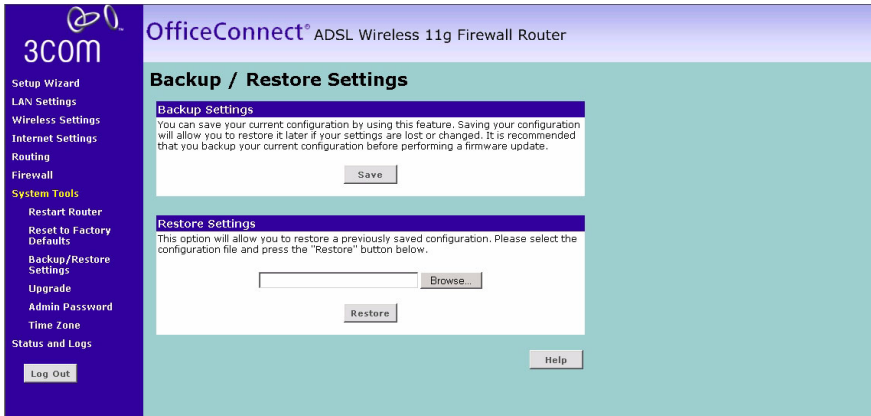 3COM
OfficeConnect® ADSL Wireless 11g Firewall Router
Setup Wizard
LAN Settings
Wireless Settings
Internet Settings
Routing
Firewall
System Tools
Restart Router
Reset to Factory
Defaults
Backup/Restore
Settings
Upgrade
Admin Password
Time Zone
Status and Logs
Log Out
Backup / Restore Settings
Backup Settings
You can save your current configuration by using this feature. Saving your configuration
will allow you to restore it later if your settings are lost or changed. It is recommended
that you backup your current configuration before performing a firmware update.
Save
Restore Settings
This option will allow you to restore a previously saved configuration. Please select the
configuration file and press the "Restore" button below.
Browse...
Restore
Help